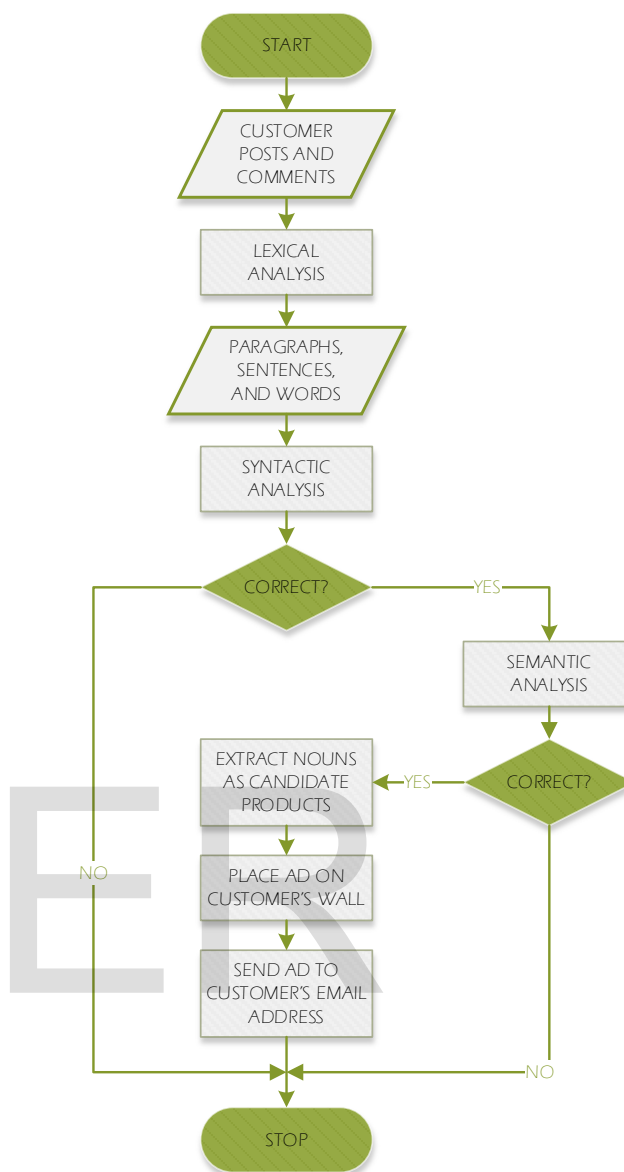 START
CUSTOMER
POSTS AND
COMMENTS
LEXICAL
ANALYSIS
PARAGRAPHS,
SENTENCES,
AND WORDS
SYNTACTIC
ANALYSIS
CORRECT?
YES
SEMANTIC
ANALYSIS
CORRECT?
YES
EXTRACT NOUNS
AS CANDIDATE
PRODUCTS
NO
PLACE AD ON
CUSTOMER'S WALL
SEND AD TO
CUSTOMER'S EMAIL
ADDRESS
NO
STOP
ER